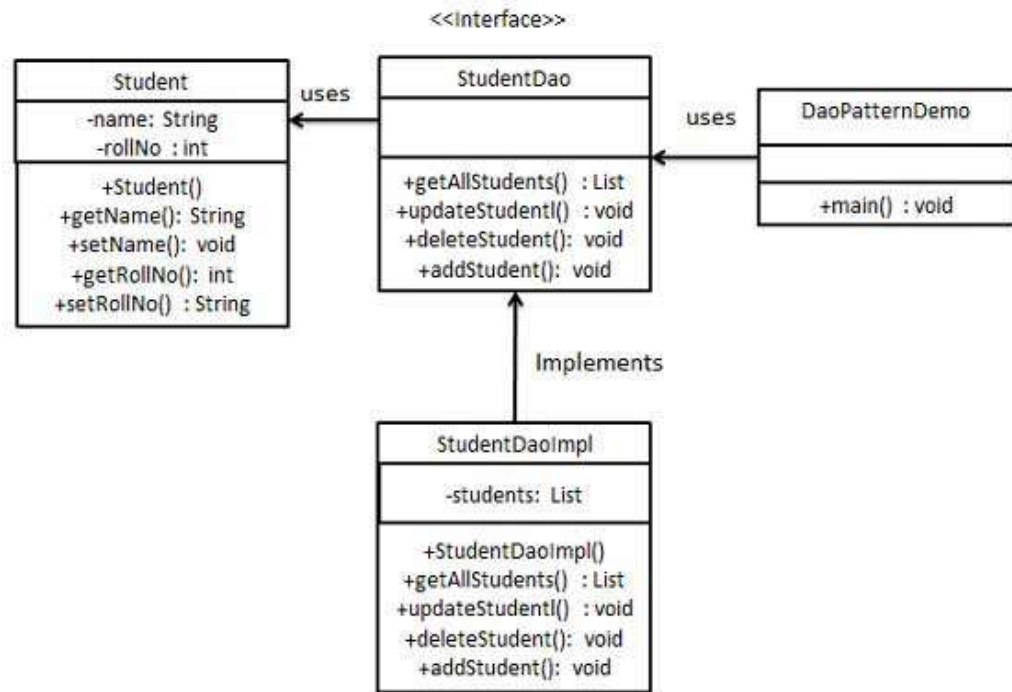 <<Interface>>
Student
-name: String
-rollNo : int
+Student()
+getName(): String
+setName(): void
+getRollNo(): int
+setRollNo() : String
uses
StudentDao
+getAllStudents() : List
+updateStudentl() : void
+deleteStudent(): void
+addStudent(): void
uses
DaoPatternDemo
+main() : void
Implements
StudentDaoImpl
-students: List
+StudentDaoImpl()
+getAllStudents() : List
+updateStudentl() : void
+deleteStudent(): void
+addStudent(): void